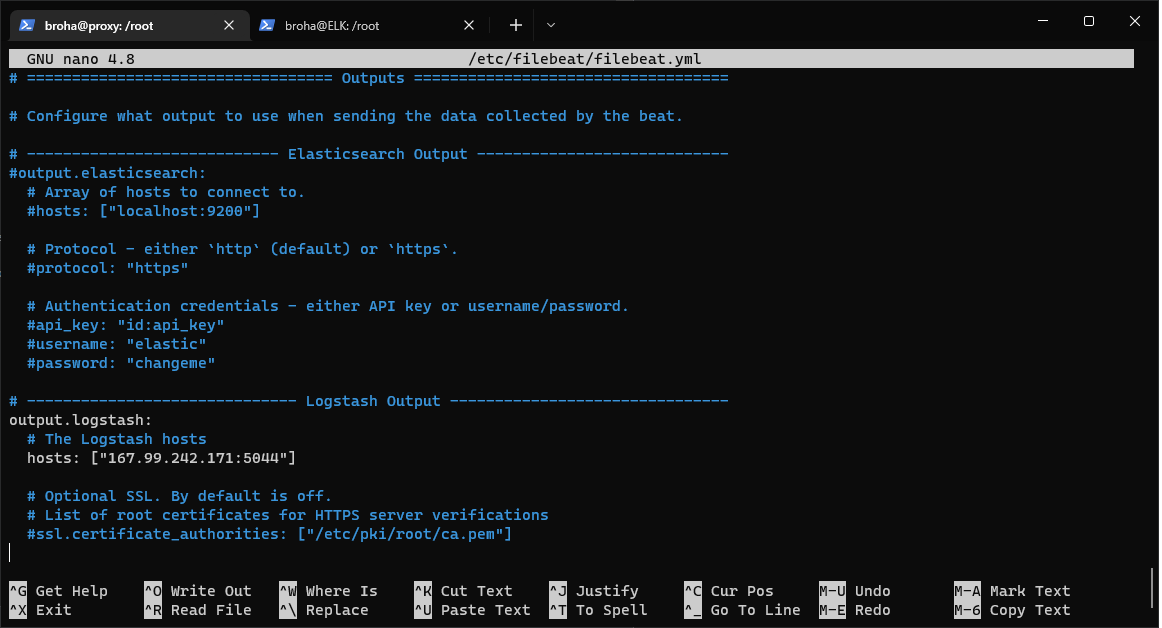 broha@proxy: /root
broha@ELK: /root
GNU nano 4.8 /etc/filebeat/filebeat.yml
# ================================== Outputs ===================================
# Configure what output to use when sending the data collected by the beat.
# ---------------------------- Elasticsearch Output ----------------------------
#output.elasticsearch:
# Array of hosts to connect to.
#hosts: ["localhost:9200"]
# Protocol - either `http` (default) or `https`.
#protocol: "https"
# Authentication credentials - either API key or username/password.
#api_key: "id:api_key"
#username: "elastic"
#password: "changeme"
# ------------------------------ Logstash Output -------------------------------
output.logstash:
# The Logstash hosts
hosts: ["167.99.242.171:5044"]
# Optional SSL. By default is off.
# List of root certificates for HTTPS server verifications
#ssl.certificate_authorities: ["/etc/pki/root/ca.pem"]
^G Get Help ^O Write Out ^W Where Is ^K Cut Text ^J Justify ^C Cur Pos M-U Undo M-A Mark Text
^X Exit ^R Read File ^\ Replace ^U Paste Text ^T To Spell ^_ Go To Line M-E Redo M-6 Copy Text